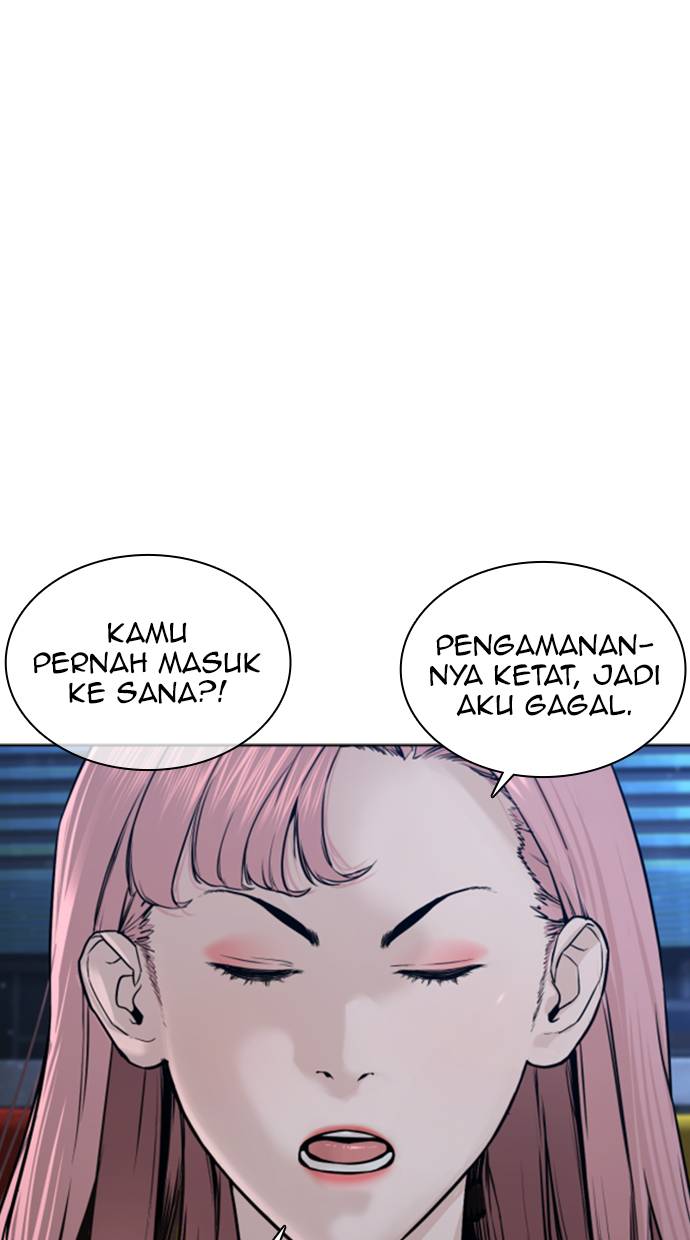 KAMU
PERNAH MASUK
KE SANA?!
PENGAMANAN-
NYA KETAT, JADI
AKU GAGAL.